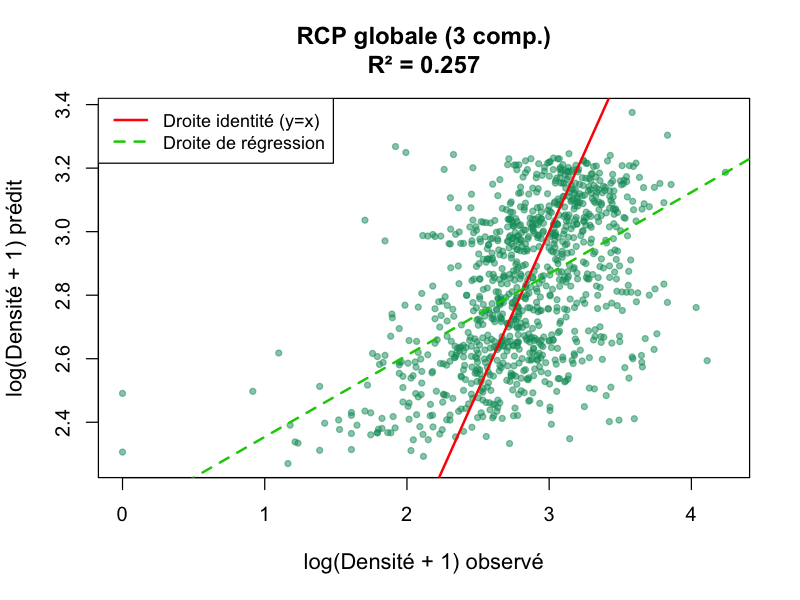 RCP globale (3 comp.)
R² = 0.257
Droite identité (y=x)
Droite de régression
log(Densité + 1) prédit
3.4
3.2
3.0
2.8
2.6
2.4
0 1 2 3 4
log(Densité + 1) observé